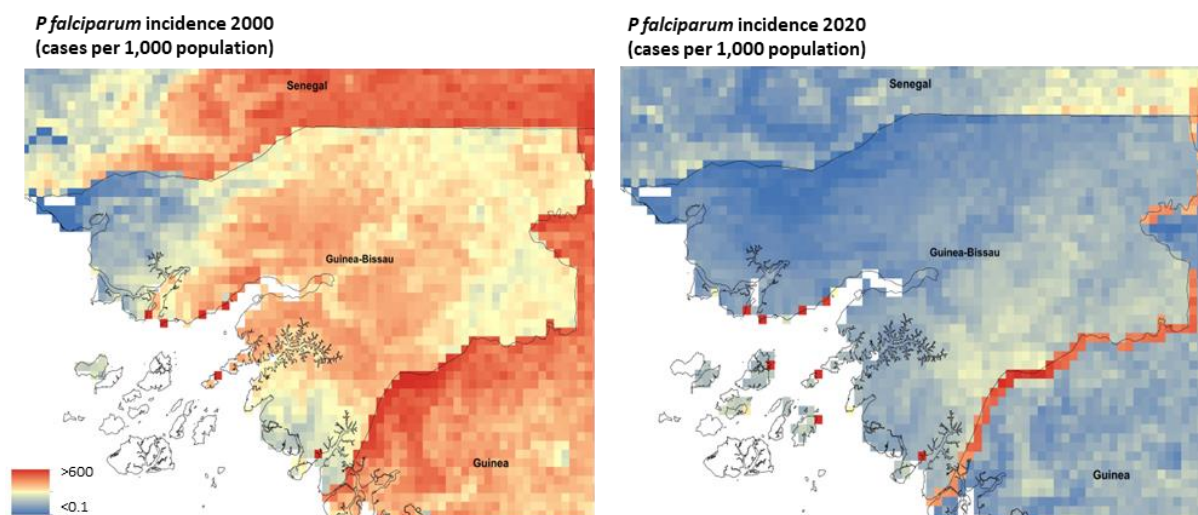 P falciparum incidence 2000
(cases per 1,000 population)
Senegal
Guinea-Bissau
Guinea
>600
<0.1
P falciparum incidence 2020
(cases per 1,000 population)
Senegal
Guinea-Bissau
Guinea